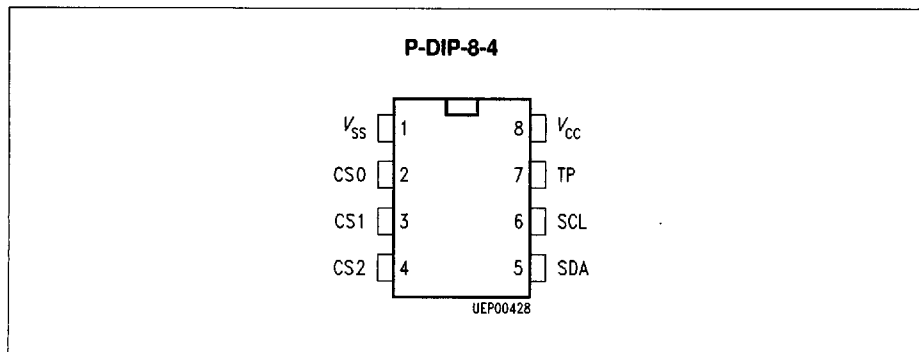 P-DIP-8-4
VSS 1 8 VCC
CS0 2 7 TP
CS1 3 6 SCL
CS2 4 5 SDA
UEP00428